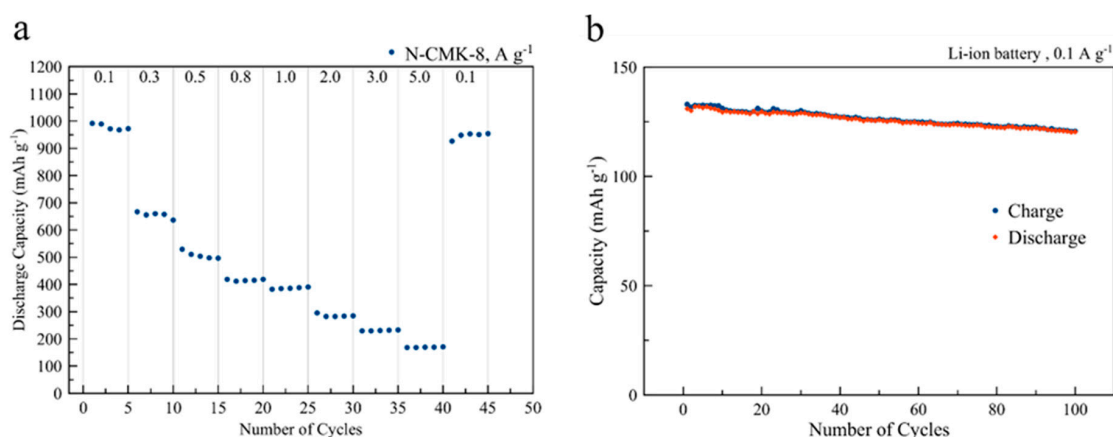 a
N-CMK-8, A g⁻¹
1200
1100
1000
900
800
700
600
500
400
300
200
100
0
0.1 0.3 0.5 0.8 1.0 2.0 3.0 5.0 0.1
Discharge Capacity (mAh g⁻¹)
0 5 10 15 20 25 30 35 40 45 50
Number of Cycles
b
Li-ion battery , 0.1 A g⁻¹
150
100
50
0
Capacity (mAh g⁻¹)
Charge
Discharge
0 20 40 60 80 100
Number of Cycles